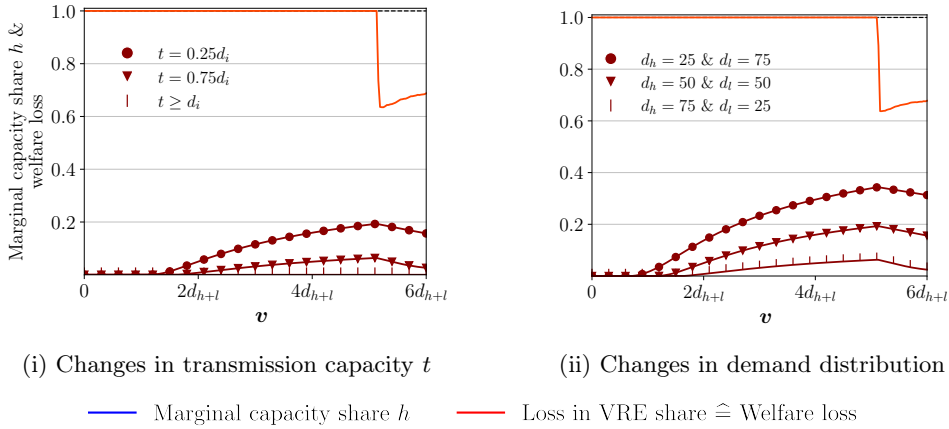 Marginal capacity share h &
welfare loss
1.0
0.8
0.6
0.4
0.2
t = 0.25d_i
t = 0.75d_i
t ≥ d_i
0
2d_{h+l}
4d_{h+l}
6d_{h+l}
v
(i) Changes in transmission capacity t
1.0
0.8
0.6
0.4
0.2
d_h = 25 & d_l = 75
d_h = 50 & d_l = 50
d_h = 75 & d_l = 25
0
2d_{h+l}
4d_{h+l}
6d_{h+l}
v
(ii) Changes in demand distribution
Marginal capacity share h
Loss in VRE share ≙ Welfare loss